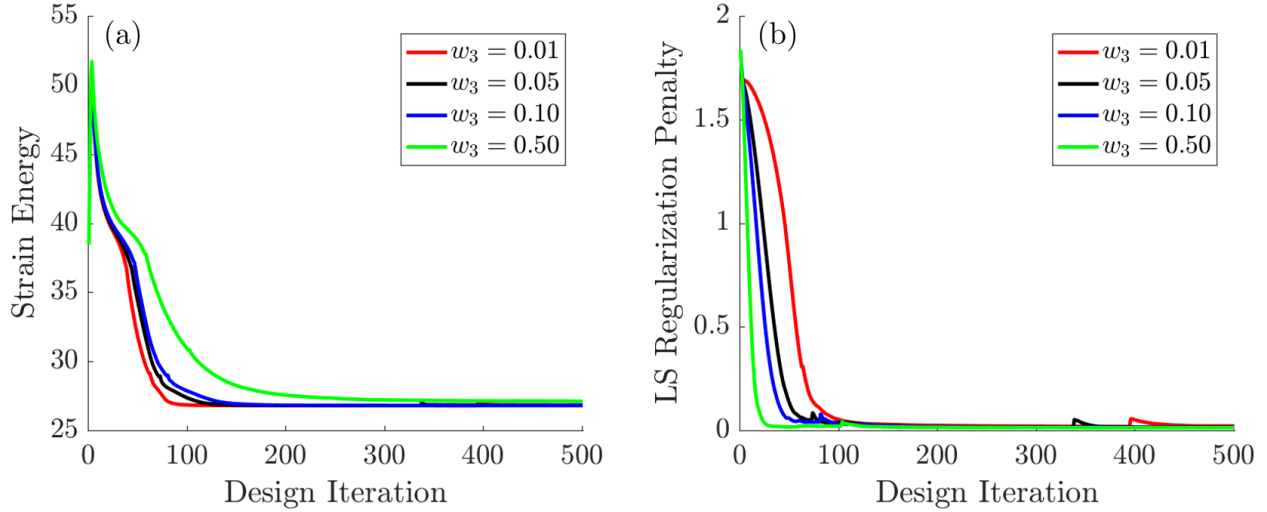 (a)
Strain Energy
55
50
45
40
35
30
25
0 100 200 300 400 500
Design Iteration
w₃ = 0.01
w₃ = 0.05
w₃ = 0.10
w₃ = 0.50
(b)
LS Regularization Penalty
2
1.5
1
0.5
0
0 100 200 300 400 500
Design Iteration
w₃ = 0.01
w₃ = 0.05
w₃ = 0.10
w₃ = 0.50